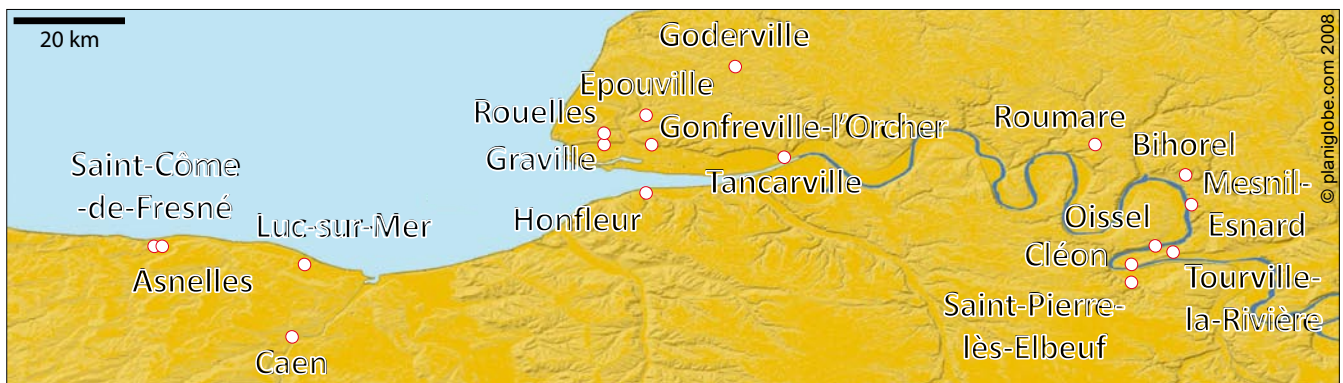 20 km
Goderville
Epouville
Rouelles
Gonfreville-l'Orcher
Graville
Tancarville
Honfleur
Roumare
Bihorel
Mesnil-
Esnard
Oissel
Cléon
Tourville-
la-Rivière
Saint-Pierre-
lès-Elbeuf
Saint-Côme
-de-Fresné
Luc-sur-Mer
Asnelles
Caen
© planiglobe.com 2008